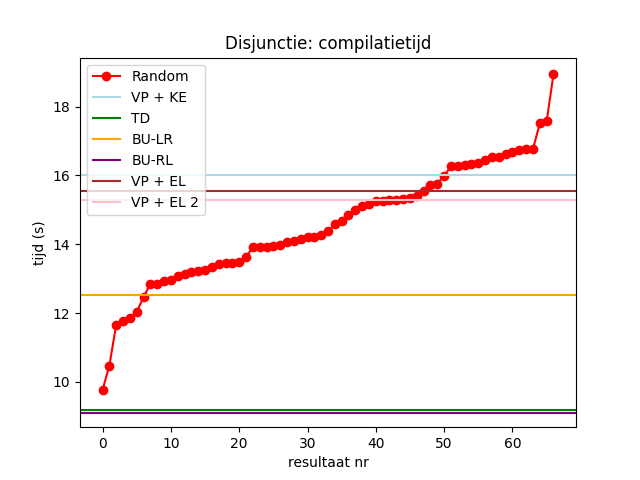 Disjunctie: compilatietijd
Random
VP + KE
TD
BU-LR
BU-RL
VP + EL
VP + EL 2
tijd (s)
18
16
14
12
10
0 10 20 30 40 50 60
resultaat nr